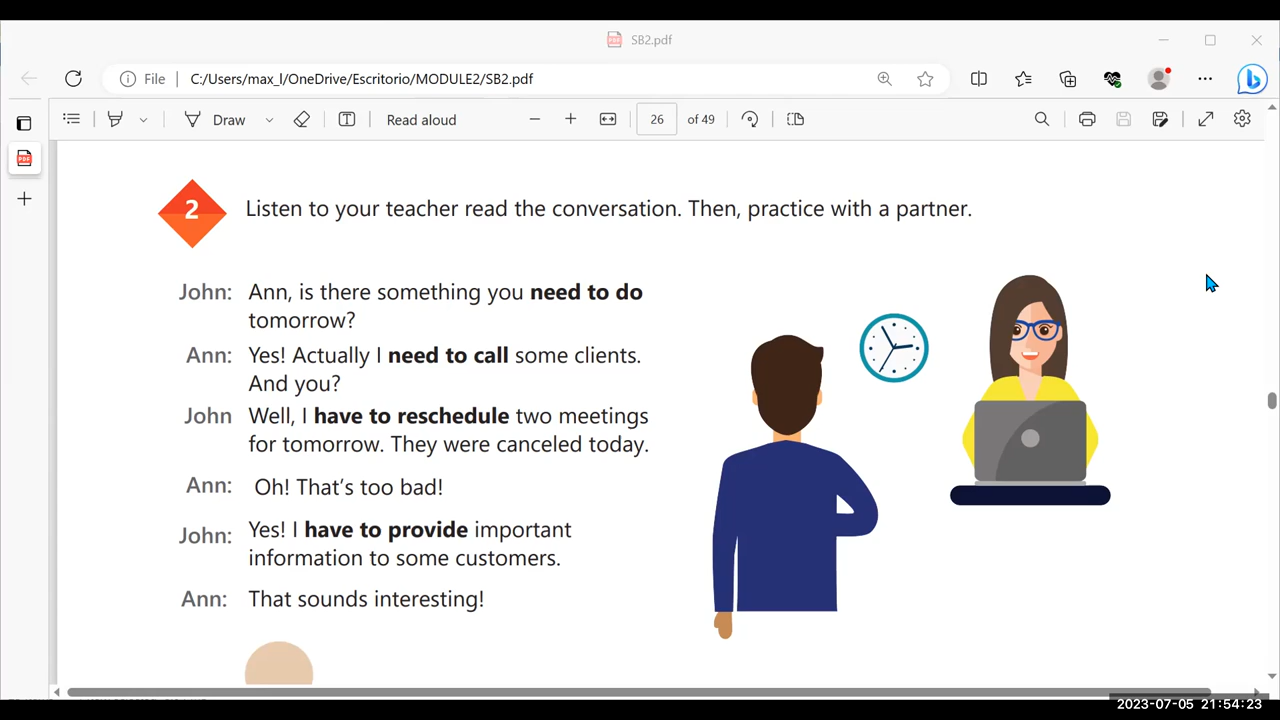 SB2.pdf
File
C:/Users/max_l/OneDrive/Escritorio/MODULE2/SB2.pdf
Draw
Read aloud
26 of 49
2
Listen to your teacher read the conversation. Then, practice with a partner.
John: Ann, is there something you need to do
tomorrow?
Ann: Yes! Actually I need to call some clients.
And you?
John Well, I have to reschedule two meetings
for tomorrow. They were canceled today.
Ann: Oh! That's too bad!
John: Yes! I have to provide important
information to some customers.
Ann: That sounds interesting!
2023-07-05 21:54:23